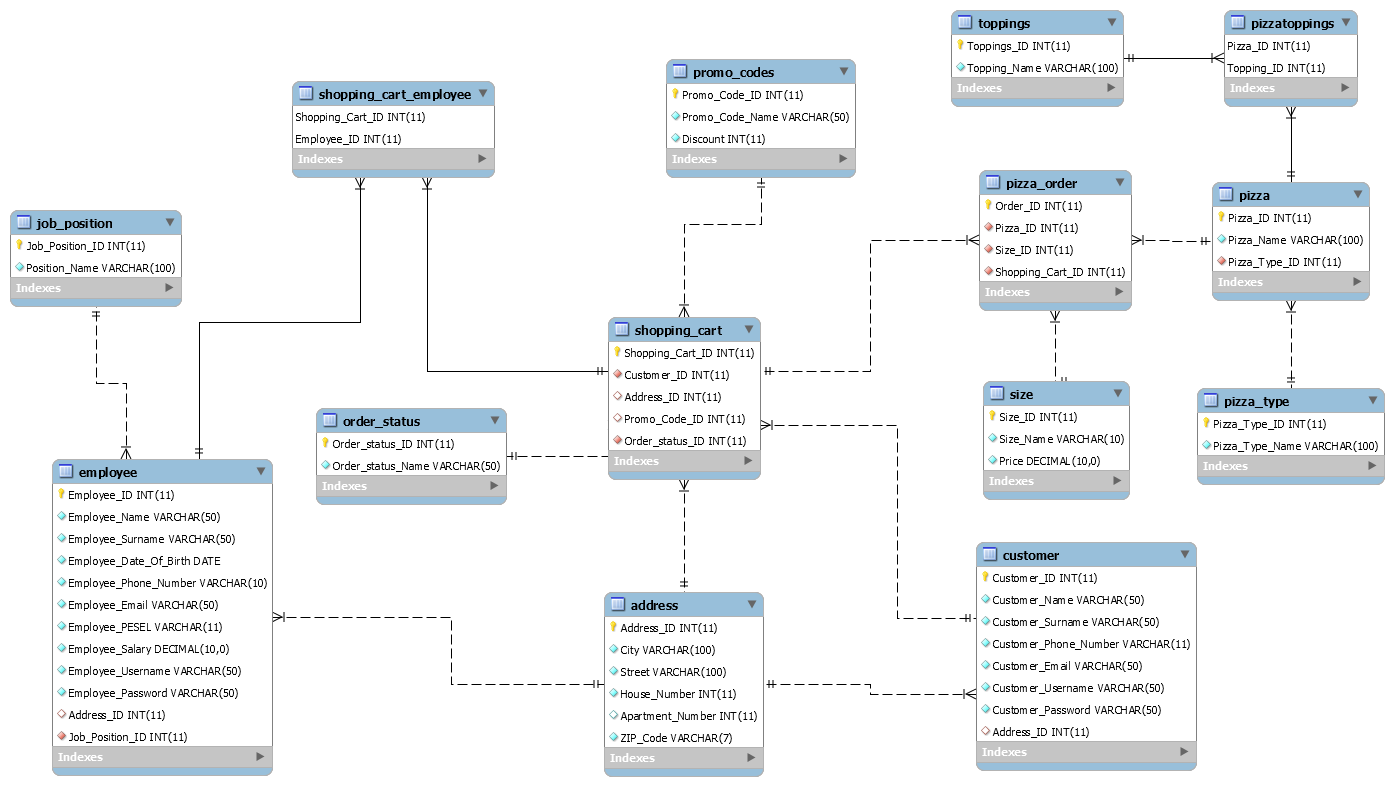 toppings
Toppings_ID INT(11)
Topping_Name VARCHAR(100)
Indexes
pizzatoppings
Pizza_ID INT(11)
Topping_ID INT(11)
Indexes
promo_codes
Promo_Code_ID INT(11)
Promo_Code_Name VARCHAR(50)
Discount INT(11)
Indexes
shopping_cart_employee
Shopping_Cart_ID INT(11)
Employee_ID INT(11)
Indexes
pizza_order
Order_ID INT(11)
Pizza_ID INT(11)
Size_ID INT(11)
Shopping_Cart_ID INT(11)
Indexes
pizza
Pizza_ID INT(11)
Pizza_Name VARCHAR(100)
Pizza_Type_ID INT(11)
Indexes
job_position
Job_Position_ID INT(11)
Position_Name VARCHAR(100)
Indexes
shopping_cart
Shopping_Cart_ID INT(11)
Customer_ID INT(11)
Address_ID INT(11)
Promo_Code_ID INT(11)
Order_status_ID INT(11)
Indexes
size
Size_ID INT(11)
Size_Name VARCHAR(10)
Price DECIMAL(10,0)
Indexes
pizza_type
Pizza_Type_ID INT(11)
Pizza_Type_Name VARCHAR(100)
Indexes
order_status
Order_status_ID INT(11)
Order_status_Name VARCHAR(50)
Indexes
employee
Employee_ID INT(11)
Employee_Name VARCHAR(50)
Employee_Surname VARCHAR(50)
Employee_Date_Of_Birth DATE
Employee_Phone_Number VARCHAR(10)
Employee_Email VARCHAR(50)
Employee_PESEL VARCHAR(11)
Employee_Salary DECIMAL(10,0)
Employee_Username VARCHAR(50)
Employee_Password VARCHAR(50)
Address_ID INT(11)
Job_Position_ID INT(11)
Indexes
address
Address_ID INT(11)
City VARCHAR(100)
Street VARCHAR(100)
House_Number INT(11)
Apartment_Number INT(11)
ZIP_Code VARCHAR(7)
Indexes
customer
Customer_ID INT(11)
Customer_Name VARCHAR(50)
Customer_Surname VARCHAR(50)
Customer_Phone_Number VARCHAR(11)
Customer_Email VARCHAR(50)
Customer_Username VARCHAR(50)
Customer_Password VARCHAR(50)
Address_ID INT(11)
Indexes